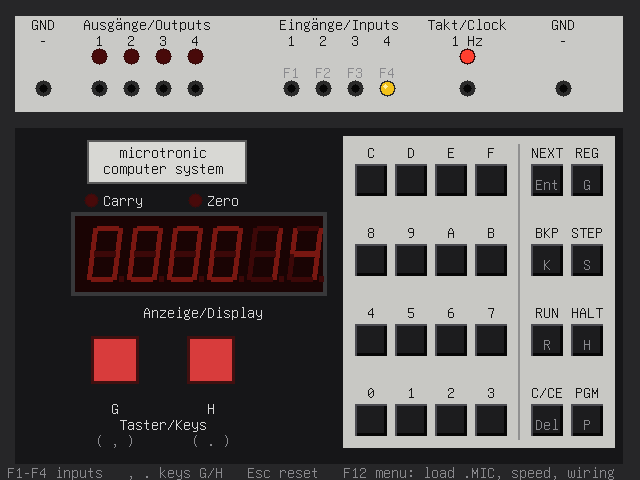 GND Ausgänge/Outputs Eingänge/Inputs Takt/Clock GND
- 1 2 3 4 1 2 3 4 1 Hz -
F1 F2 F3 F4
microtronic
computer system
Carry Zero
000014
Anzeige/Display
G H
Taster/Keys
( , ) ( . )
C D E F NEXT REG
Ent G
8 9 A B BKP STEP
K S
4 5 6 7 RUN HALT
R H
0 1 2 3 C/CE PGM
Del P
F1-F4 inputs , . keys G/H Esc reset F12 menu: load .MIC, speed, wiring